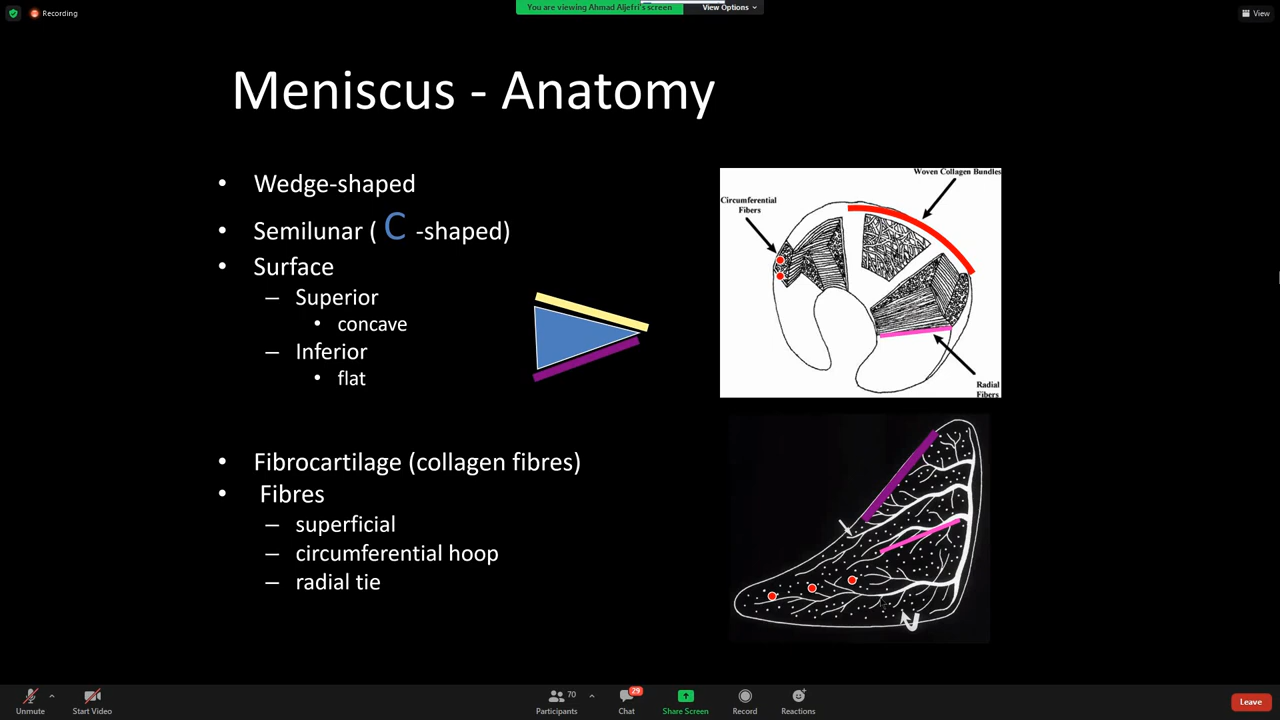 Recording
You are viewing Ahmad Aljefri's screen
View Options
View
Meniscus - Anatomy
• Wedge-shaped
• Semilunar ( C -shaped)
• Surface
– Superior
• concave
– Inferior
• flat
• Fibrocartilage (collagen fibres)
• Fibres
– superficial
– circumferential hoop
– radial tie
Woven Collagen Bundles
Circumferential
Fibers
Radial
Fibers
Unmute
Start Video
Participants
70
Chat
29
Share Screen
Record
Reactions
Leave